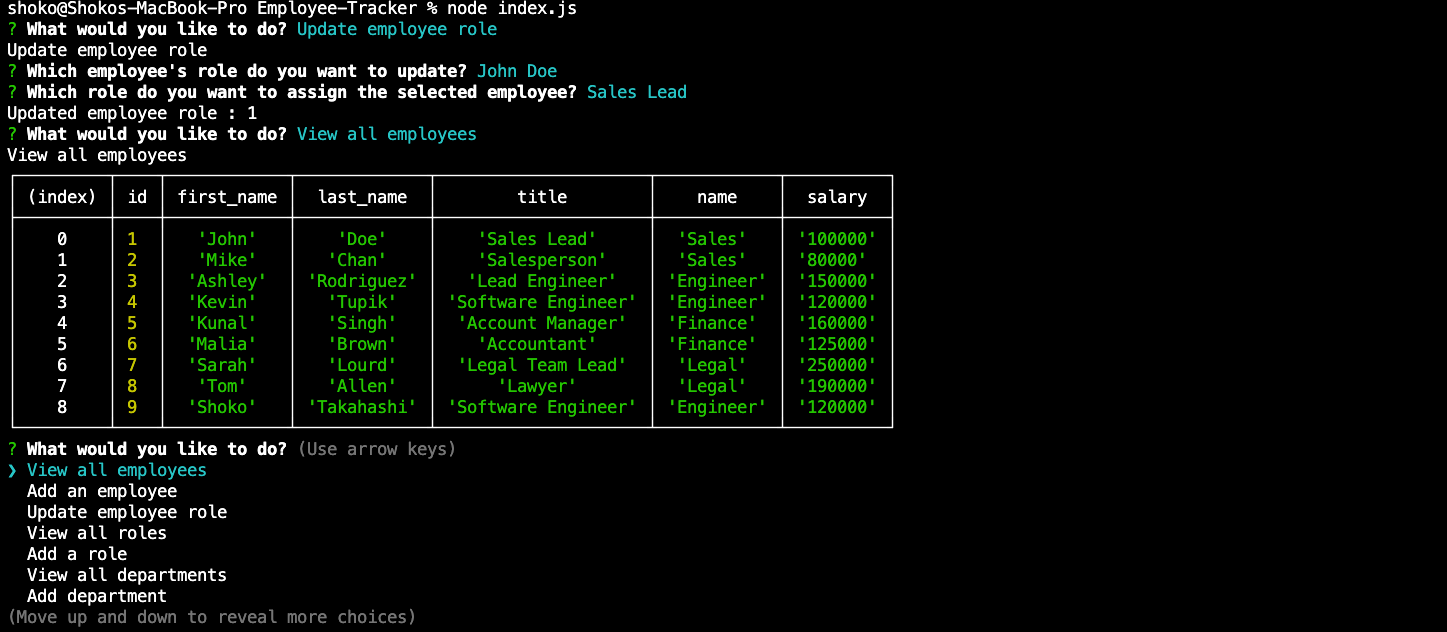 shoko@Shokos-MacBook-Pro Employee-Tracker % node index.js
? What would you like to do? Update employee role
Update employee role
? Which employee's role do you want to update? John Doe
? Which role do you want to assign the selected employee? Sales Lead
Updated employee role : 1
? What would you like to do? View all employees
View all employees
(index) id first_name last_name title name salary
0 1 'John' 'Doe' 'Sales Lead' 'Sales' '100000'
1 2 'Mike' 'Chan' 'Salesperson' 'Sales' '80000'
2 3 'Ashley' 'Rodriguez' 'Lead Engineer' 'Engineer' '150000'
3 4 'Kevin' 'Tupik' 'Software Engineer' 'Engineer' '120000'
4 5 'Kunal' 'Singh' 'Account Manager' 'Finance' '160000'
5 6 'Malia' 'Brown' 'Accountant' 'Finance' '125000'
6 7 'Sarah' 'Lourd' 'Legal Team Lead' 'Legal' '250000'
7 8 'Tom' 'Allen' 'Lawyer' 'Legal' '190000'
8 9 'Shoko' 'Takahashi' 'Software Engineer' 'Engineer' '120000'
? What would you like to do? (Use arrow keys)
❯ View all employees
Add an employee
Update employee role
View all roles
Add a role
View all departments
Add department
(Move up and down to reveal more choices)